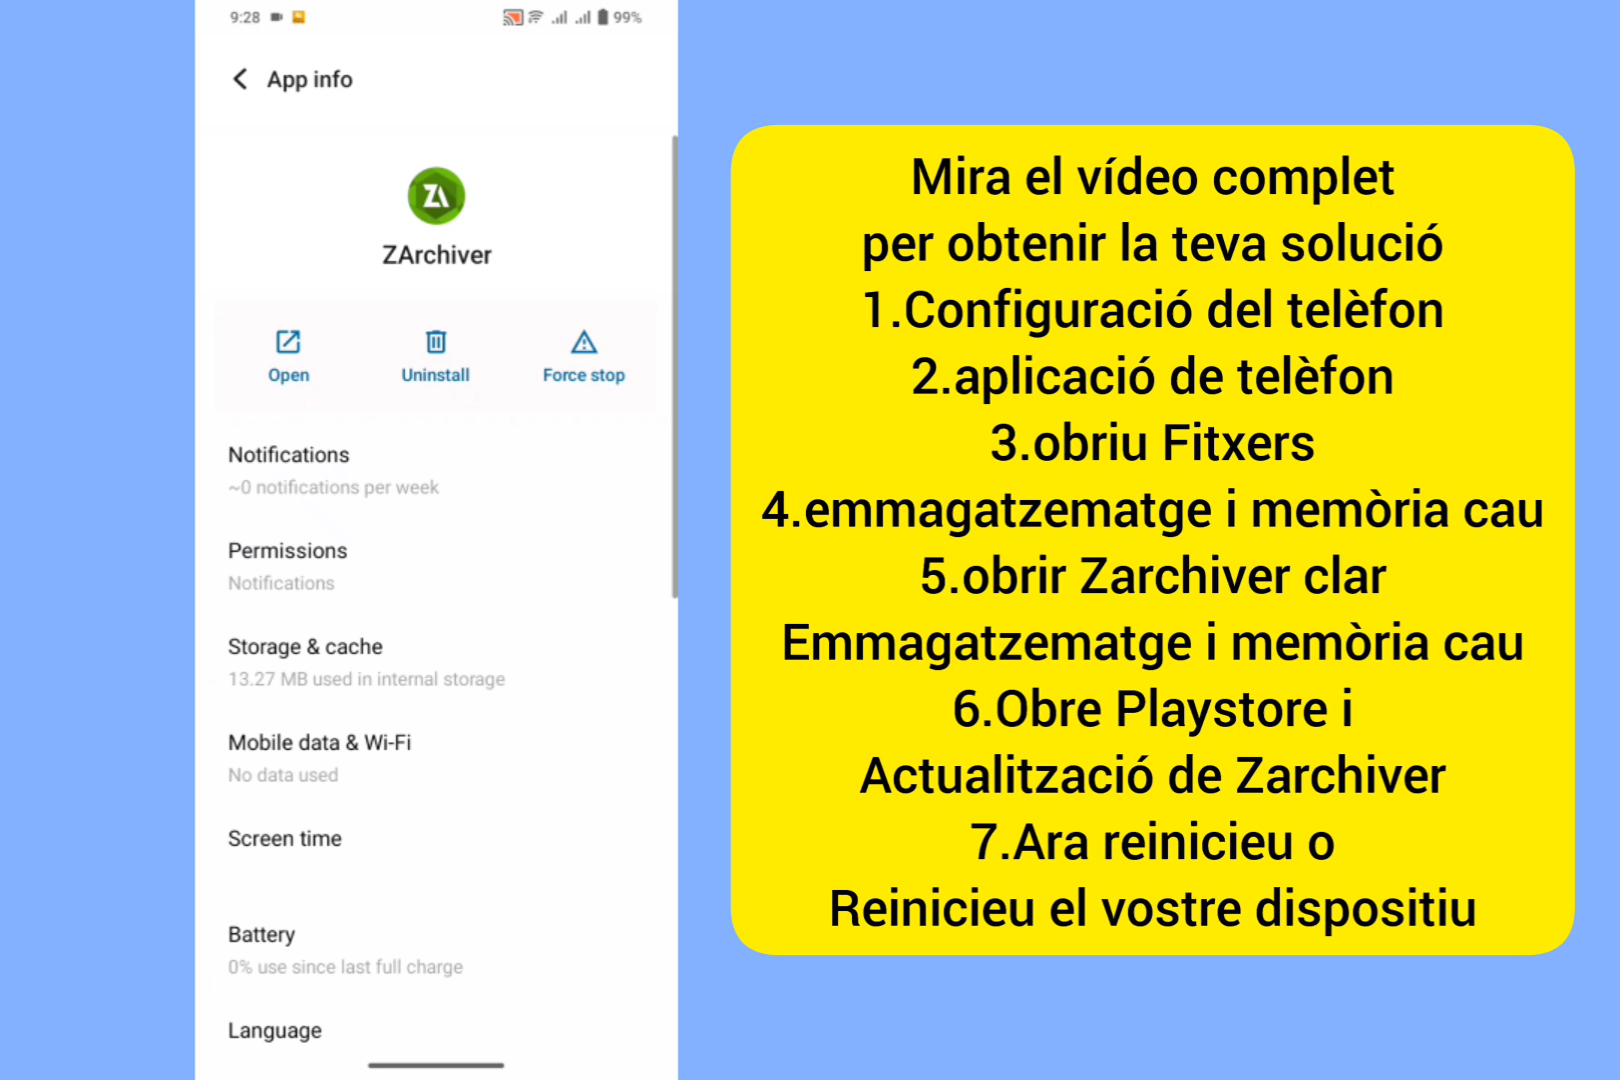 9:28
99%
App info
ZA
ZArchiver
Open
Uninstall
Force stop
Notifications
~0 notifications per week
Permissions
Notifications
Storage & cache
13.27 MB used in internal storage
Mobile data & Wi-Fi
No data used
Screen time
Battery
0% use since last full charge
Language
Mira el vídeo complet
per obtenir la teva solució
1.Configuració del telèfon
2.aplicació de telèfon
3.obriu Fitxers
4.emmagatzematge i memòria cau
5.obrir Zarchiver clar
Emmagatzematge i memòria cau
6.Obre Playstore i
Actualització de Zarchiver
7.Ara reinicieu o
Reinicieu el vostre dispositiu